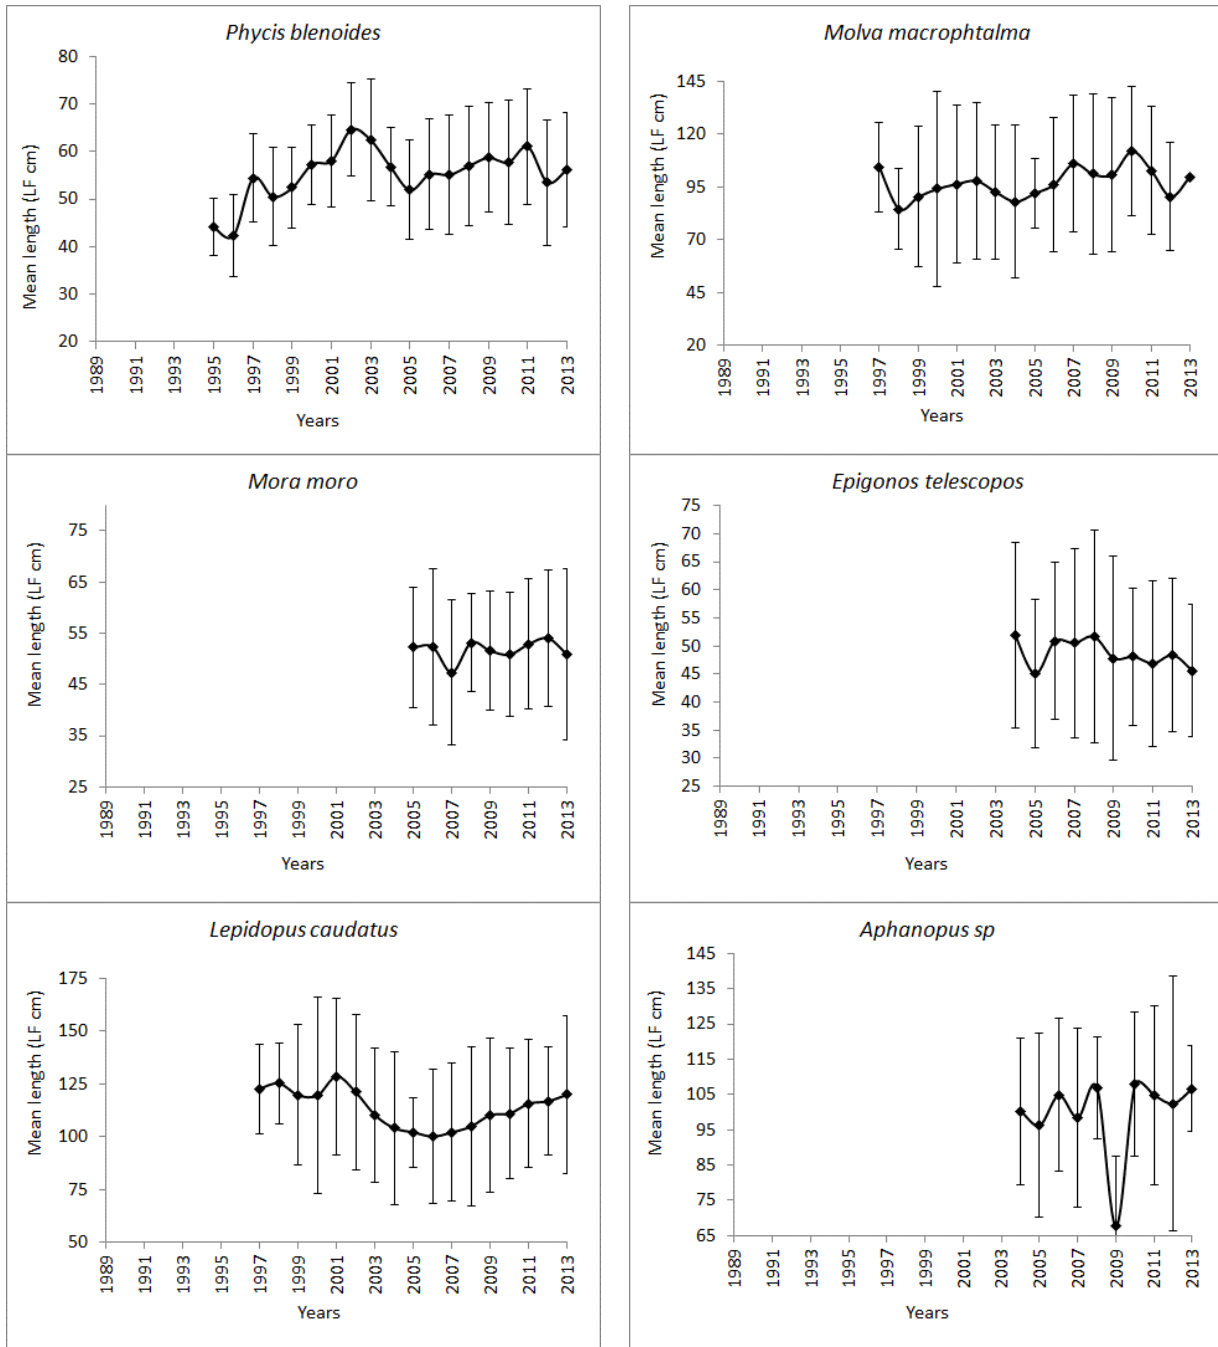 Phycis blenoides
Mean length (LF cm)
80
70
60
50
40
30
20
1989 1991 1993 1995 1997 1999 2001 2003 2005 2007 2009 2011 2013
Years
Molva macrophtalma
Mean length (LF cm)
145
120
95
70
45
20
1989 1991 1993 1995 1997 1999 2001 2003 2005 2007 2009 2011 2013
Years
Mora moro
Mean length (LF cm)
75
65
55
45
35
25
1989 1991 1993 1995 1997 1999 2001 2003 2005 2007 2009 2011 2013
Years
Epigonos telescopos
Mean length (LF cm)
75
70
65
60
55
50
45
40
35
30
25
1989 1991 1993 1995 1997 1999 2001 2003 2005 2007 2009 2011 2013
Years
Lepidopus caudatus
Mean length (LF cm)
175
150
125
100
75
50
1989 1991 1993 1995 1997 1999 2001 2003 2005 2007 2009 2011 2013
Years
Aphanopus sp
Mean length (LF cm)
145
135
125
115
105
95
85
75
65
1989 1991 1993 1995 1997 1999 2001 2003 2005 2007 2009 2011 2013
Years